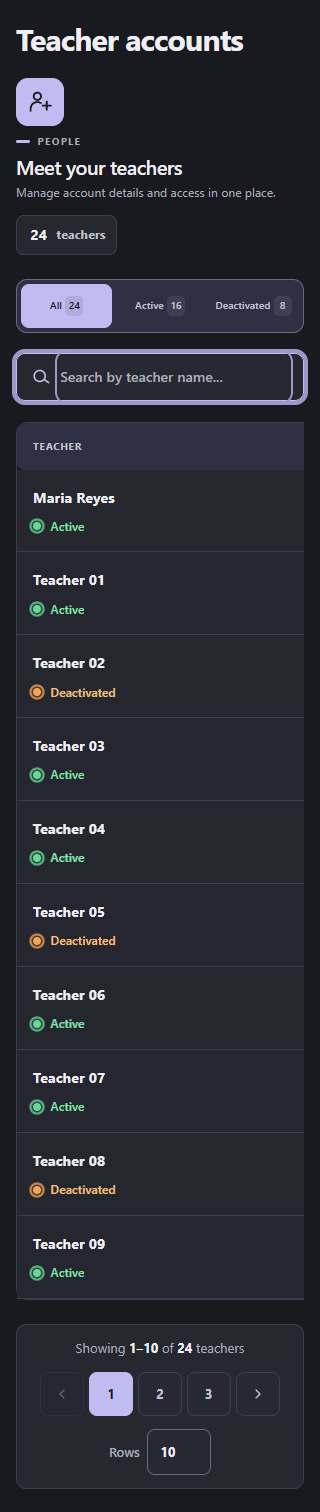 Teacher accounts
PEOPLE
Meet your teachers
Manage account details and access in one place.
24 teachers
All 24 Active 16 Deactivated 8
Search by teacher name...
TEACHER
Maria Reyes
Active
Teacher 01
Active
Teacher 02
Deactivated
Teacher 03
Active
Teacher 04
Active
Teacher 05
Deactivated
Teacher 06
Active
Teacher 07
Active
Teacher 08
Deactivated
Teacher 09
Active
Showing 1–10 of 24 teachers
1 2 3
Rows 10